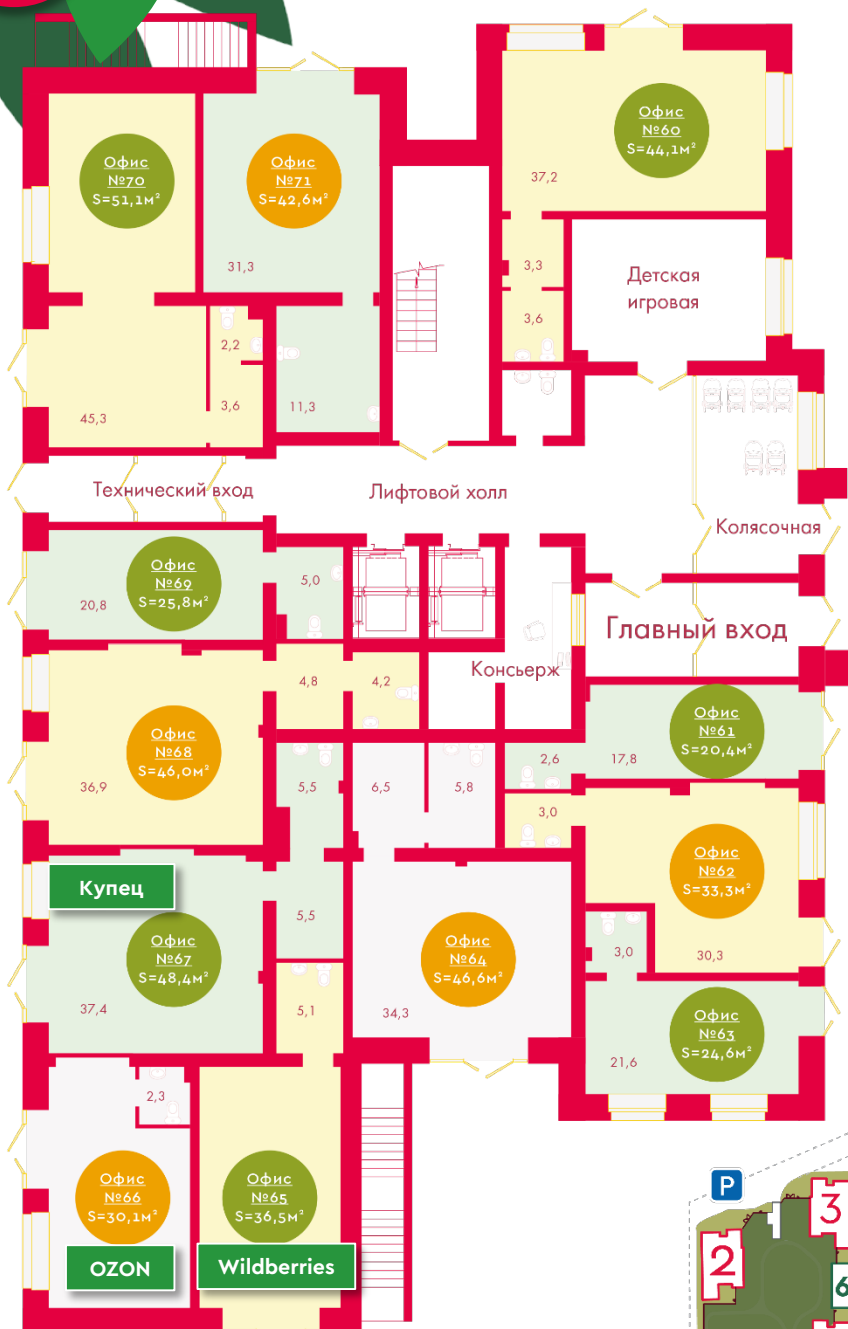 Офис
№70
S=51,1м²
45,3
2,2
3,6
Офис
№71
S=42,6м²
31,3
11,3
Офис
№60
S=44,1м²
37,2
3,3
3,6
Детская
игровая
Технический вход
Лифтовой холл
Колясочная
Главный вход
Консьерж
Офис
№69
S=25,8м²
20,8
5,0
Офис
№68
S=46,0м²
36,9
4,8
4,2
Офис
№61
S=20,4м²
17,8
2,6
Офис
№62
S=33,3м²
30,3
3,0
Офис
№63
S=24,6м²
21,6
3,0
Офис
№64
S=46,6м²
34,3
6,5
5,8
Купец
Офис
№67
S=48,4м²
37,4
5,5
5,5
Офис
№66
S=30,1м²
2,3
OZON
Офис
№65
S=36,5м²
5,1
Wildberries
P
3
2
6